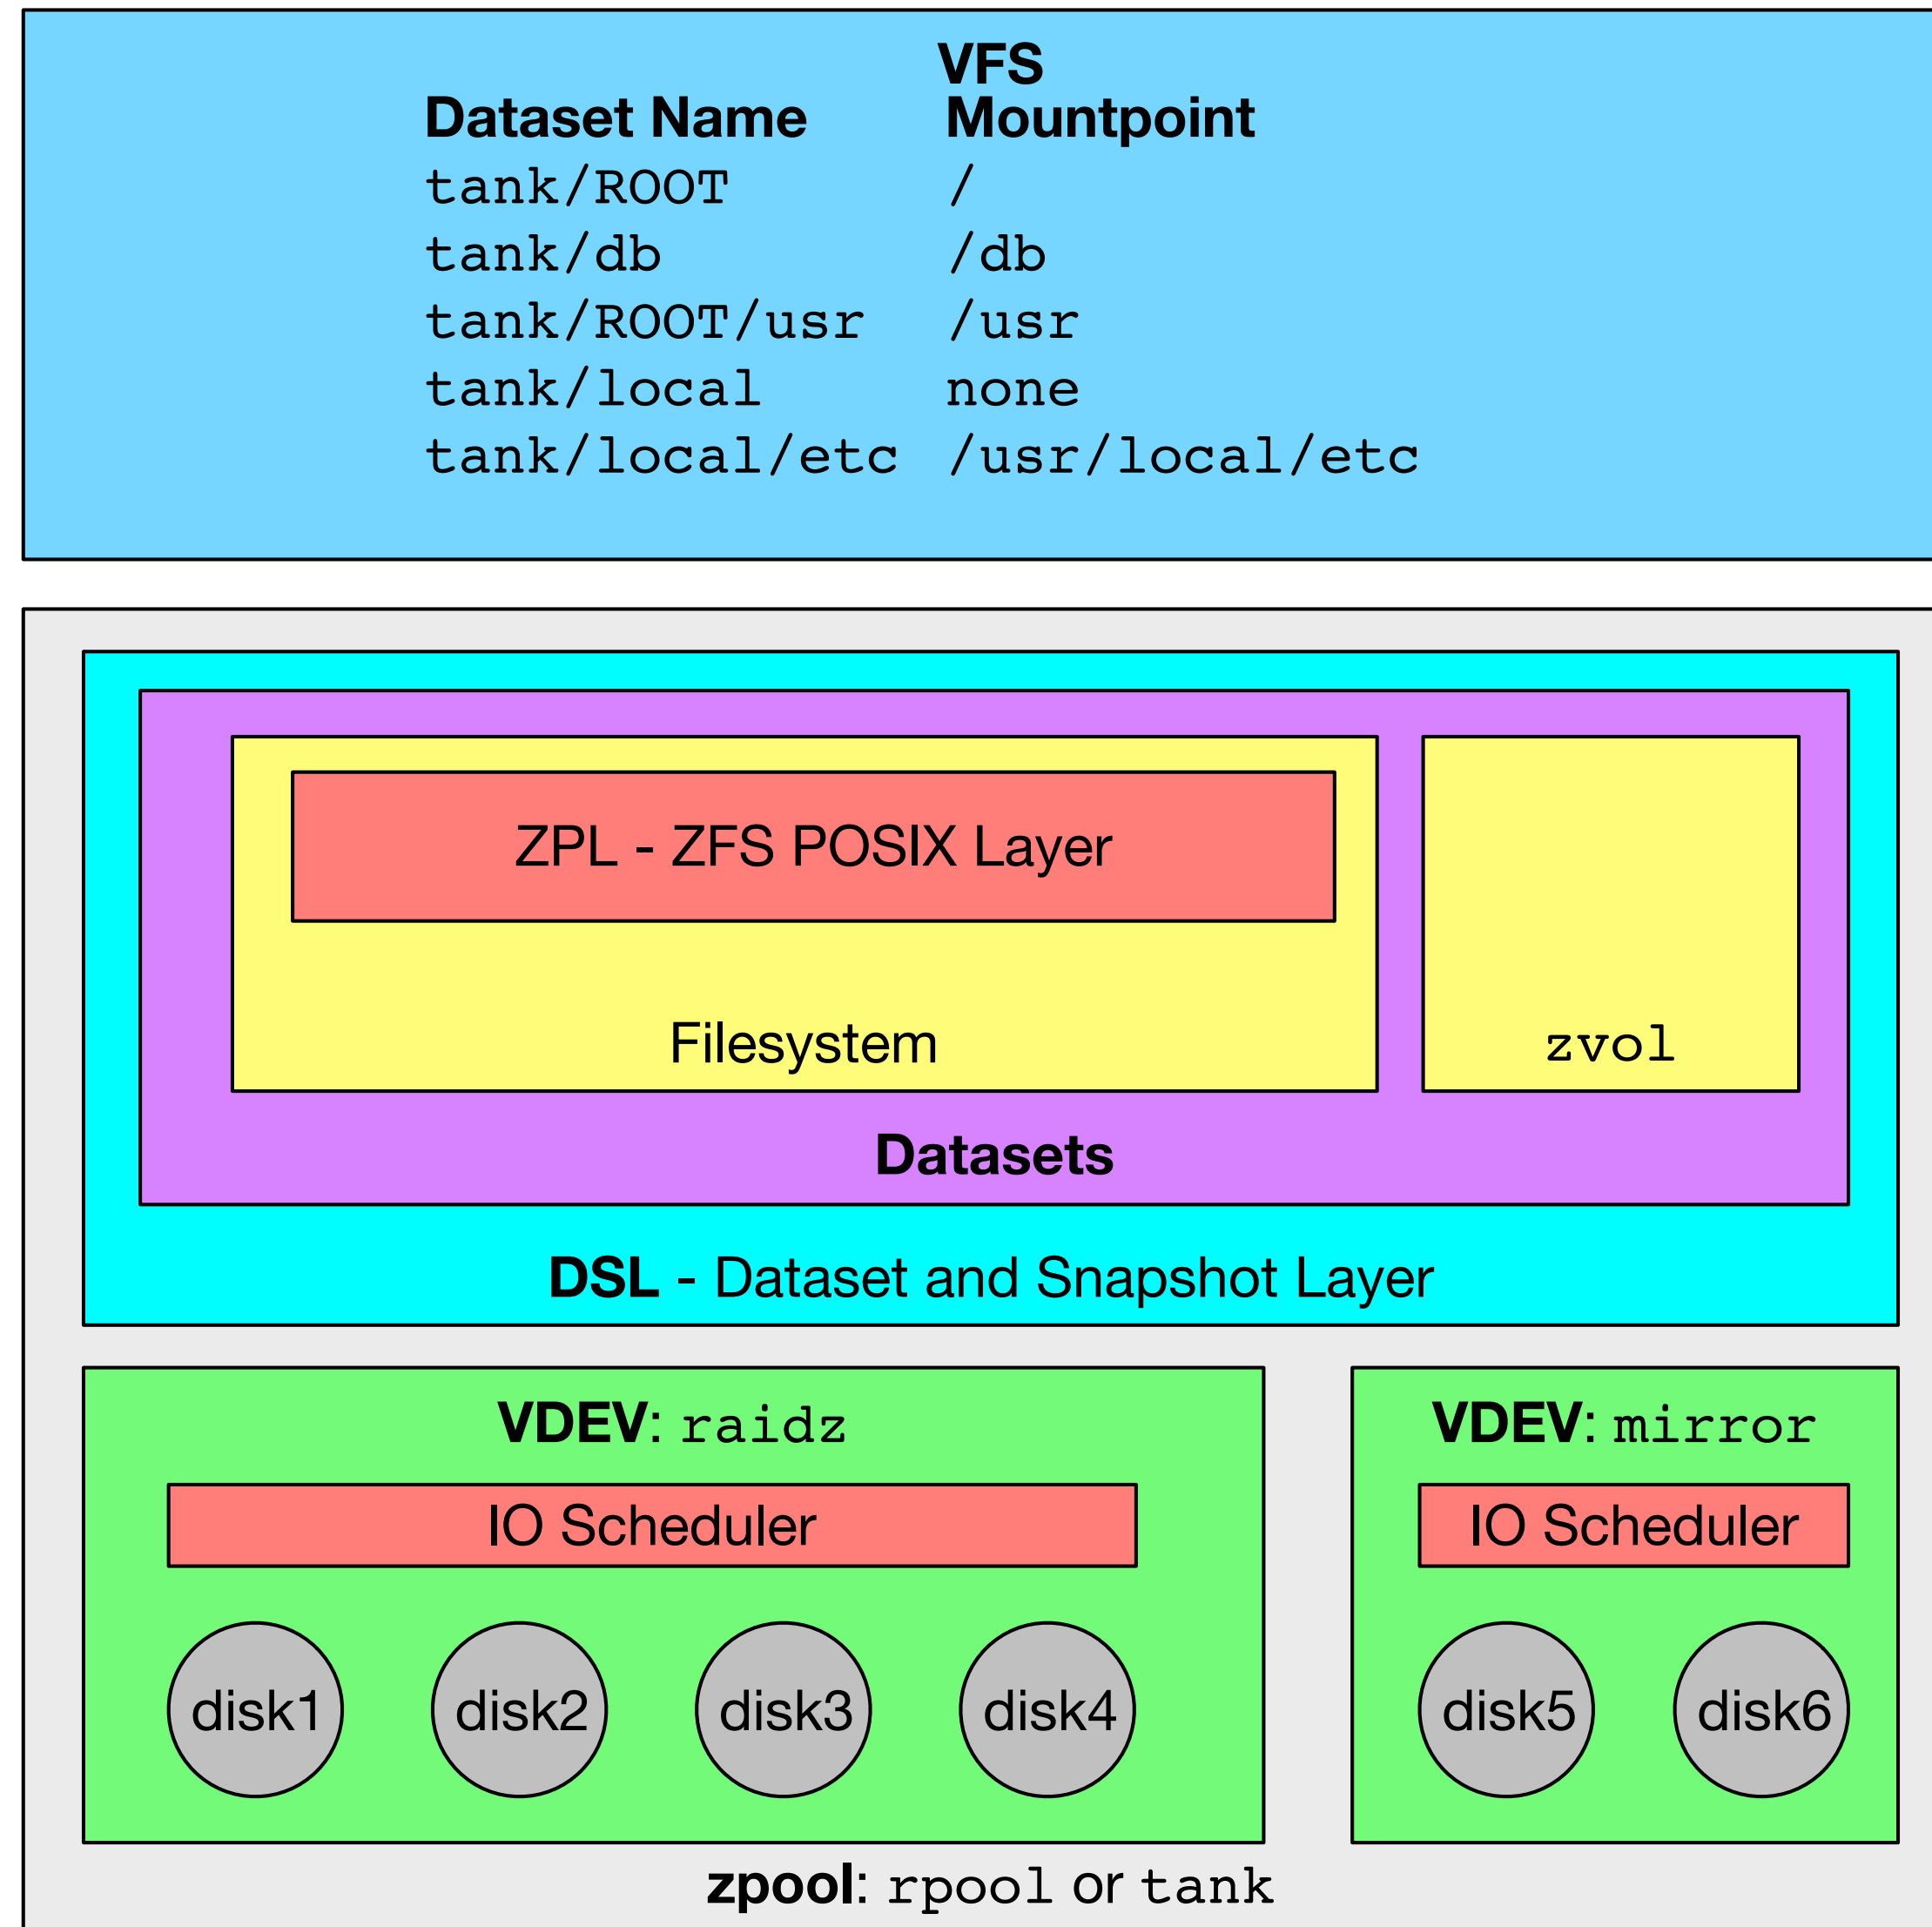 VFS
Dataset Name Mountpoint
tank/ROOT /
tank/db /db
tank/ROOT/usr /usr
tank/local none
tank/local/etc /usr/local/etc
ZPL - ZFS POSIX Layer
Filesystem
zvol
Datasets
DSL - Dataset and Snapshot Layer
VDEV: raidz
IO Scheduler
disk1
disk2
disk3
disk4
VDEV: mirror
IO Scheduler
disk5
disk6
zpool: rpool or tank